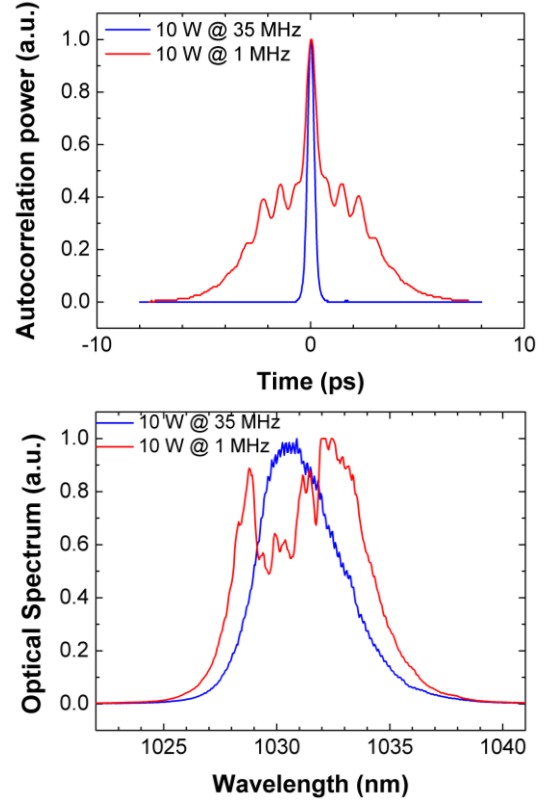 Autocorrelation power (a.u.)
10 W @ 35 MHz
10 W @ 1 MHz
1.0
0.8
0.6
0.4
0.2
0.0
-10
0
10
Time (ps)
Optical Spectrum (a.u.)
10 W @ 35 MHz
10 W @ 1 MHz
1.0
0.8
0.6
0.4
0.2
0.0
1025
1030
1035
1040
Wavelength (nm)